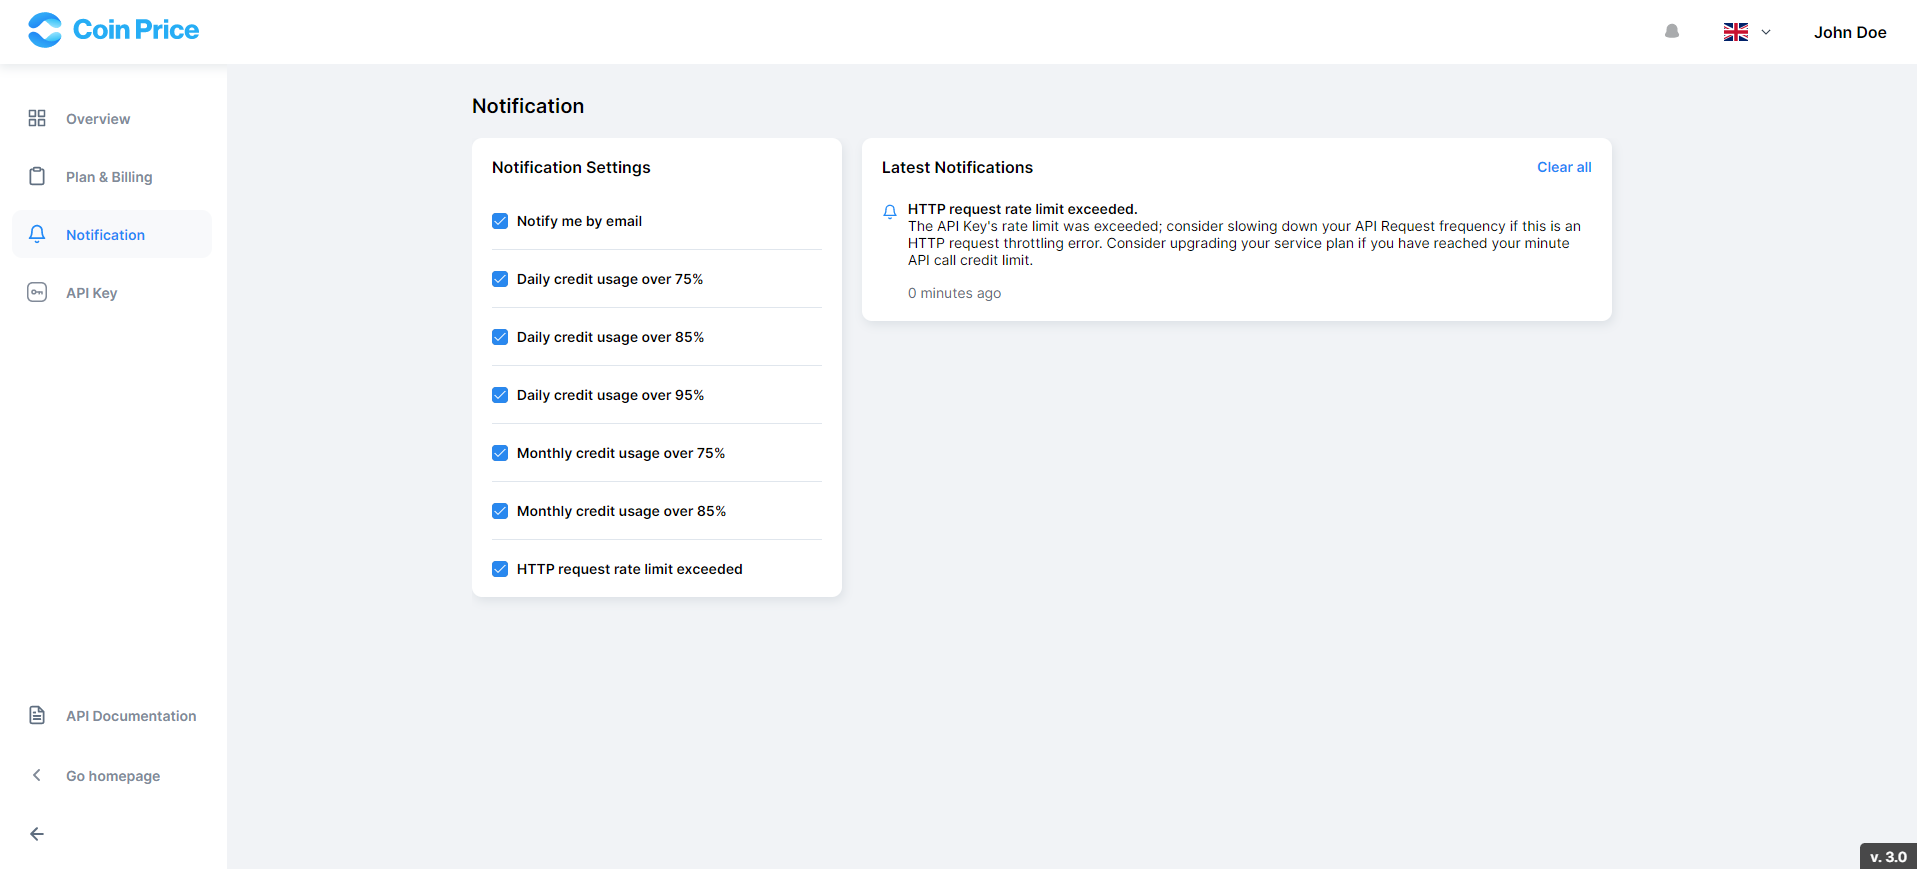 Coin Price
John Doe
Overview
Plan & Billing
Notification
API Key
API Documentation
Go homepage
Notification
Notification Settings
Notify me by email
Daily credit usage over 75%
Daily credit usage over 85%
Daily credit usage over 95%
Monthly credit usage over 75%
Monthly credit usage over 85%
HTTP request rate limit exceeded
Latest Notifications
Clear all
HTTP request rate limit exceeded.
The API Key's rate limit was exceeded; consider slowing down your API Request frequency if this is an
HTTP request throttling error. Consider upgrading your service plan if you have reached your minute
API call credit limit.
0 minutes ago
v. 3.0